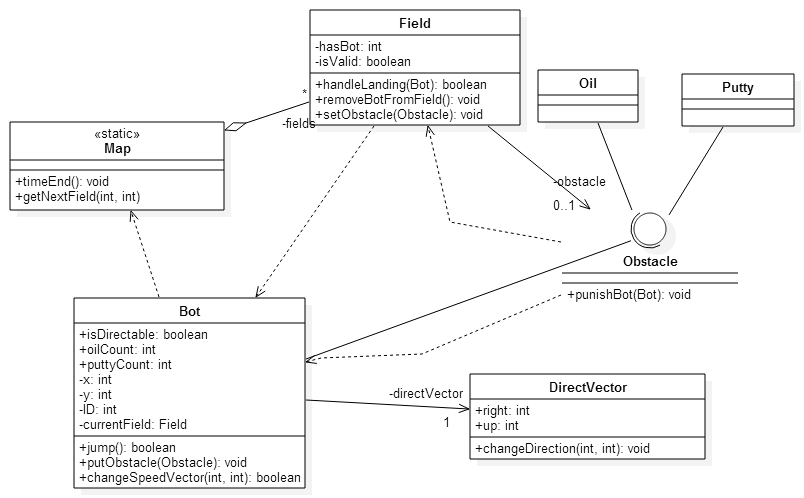 Field
-hasBot: int
-isValid: boolean
+handleLanding(Bot): boolean
+removeBotFromField(): void
+setObstacle(Obstacle): void
Oil
Putty
*
-fields
«static»
Map
+timeEnd(): void
+getNextField(int, int)
-obstacle
0..1
Obstacle
+punishBot(Bot): void
Bot
+isDirectable: boolean
+oilCount: int
+puttyCount: int
-x: int
-y: int
-ID: int
-currentField: Field
+jump(): boolean
+putObstacle(Obstacle): void
+changeSpeedVector(int, int): boolean
-directVector
1
DirectVector
+right: int
+up: int
+changeDirection(int, int): void